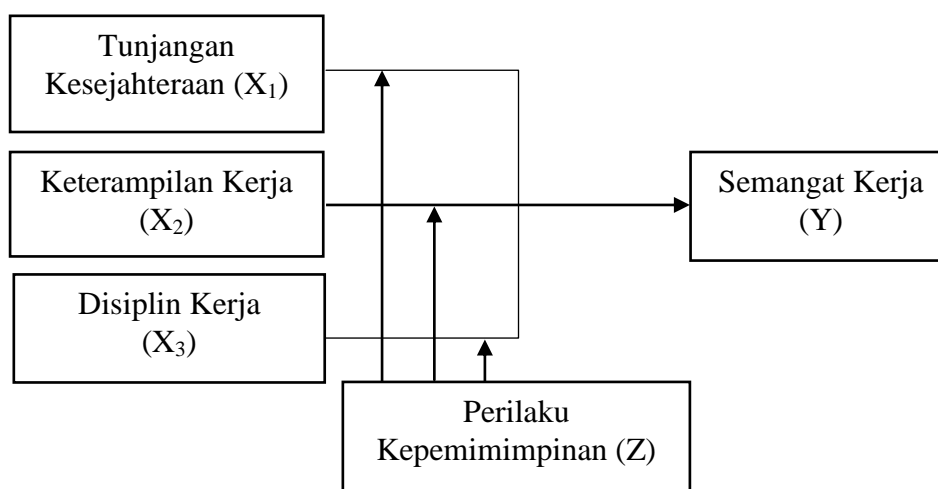 Tunjangan
Kesejahteraan (X₁)
Keterampilan Kerja
(X₂)
Semangat Kerja
(Y)
Disiplin Kerja
(X₃)
Perilaku
Kepemimimpinan (Z)